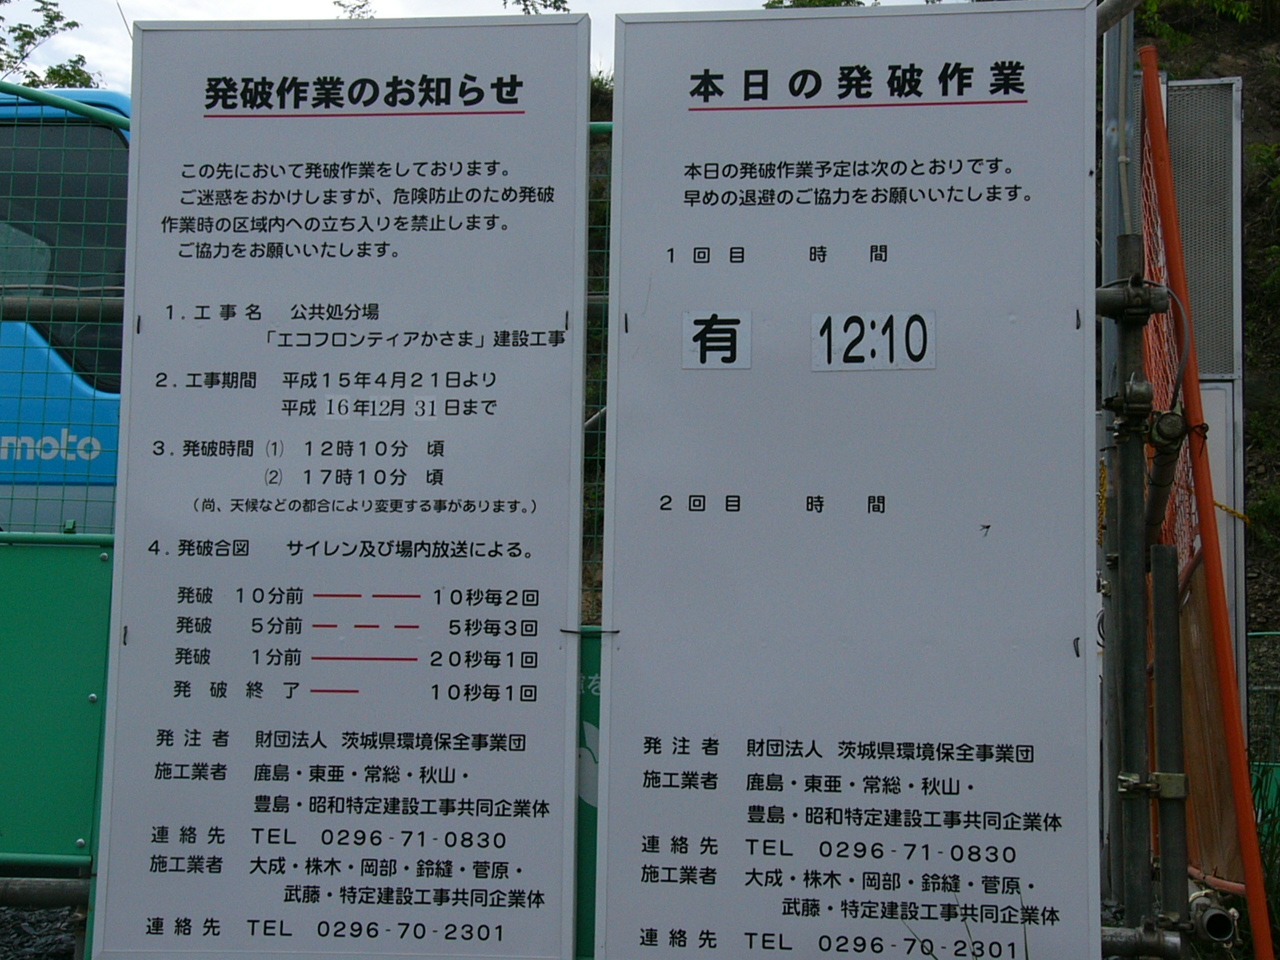 発破作業のお知らせ
この先において発破作業をしております。
ご迷惑をおかけしますが、危険防止のため発破
作業時の区域内への立ち入りを禁止します。
ご協力をお願いいたします。
1.工事名 公共処分場
「エコフロンティアかさま」建設工事
2.工事期間 平成15年4月21日より
平成 16年12月 31日まで
3.発破時間 ⑴ 12時10分 頃
⑵ 17時10分 頃
(尚、天候などの都合により変更する事があります。)
4.発破合図 サイレン及び場内放送による。
発破 10分前 10秒毎2回
発破 5分前 5秒毎3回
発破 1分前 20秒毎1回
発破終了 10秒毎1回
発注者 財団法人 茨城県環境保全事業団
施工業者 鹿島・東亜・常総・秋山・
豊島・昭和特定建設工事共同企業体
連絡先 TEL 0296-71-0830
施工業者 大成・株木・岡部・鈴縫・菅原・
武藤・特定建設工事共同企業体
連絡先 TEL 0296-70-2301
本日の発破作業
本日の発破作業予定は次のとおりです。
早めの退避のご協力をお願いいたします。
1回目 時間
有 12:10
2回目 時間
発注者 財団法人 茨城県環境保全事業団
施工業者 鹿島・東亜・常総・秋山・
豊島・昭和特定建設工事共同企業体
連絡先 TEL 0296-71-0830
施工業者 大成・株木・岡部・鈴縫・菅原・
武藤・特定建設工事共同企業体
連絡先 TEL 0296-70-2301
moto